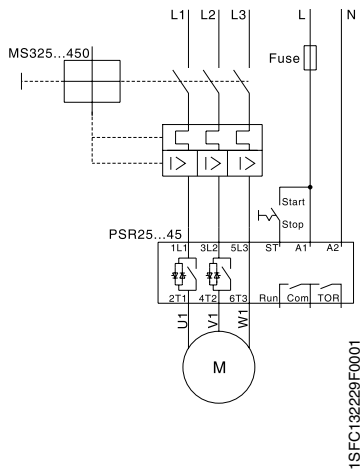 L1 L2 L3 L N
MS325...450
Fuse
I> I> I>
Start
Stop
PSR25...45
1L1 3L2 5L3 ST A1 A2
2T1 4T2 6T3 Run Com TOR
U1 V1 W1
M
1SFC132229F0001